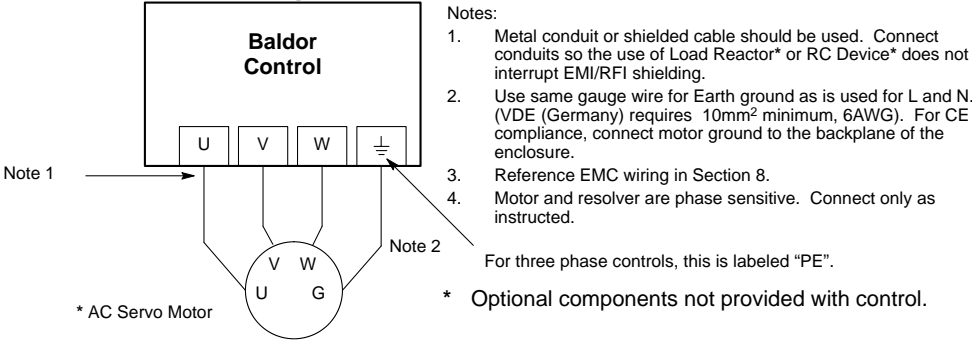 Baldor
Control
U V W
Note 1
Note 2
V W
U G
* AC Servo Motor
Notes:
1. Metal conduit or shielded cable should be used. Connect
conduits so the use of Load Reactor* or RC Device* does not
interrupt EMI/RFI shielding.
2. Use same gauge wire for Earth ground as is used for L and N.
(VDE (Germany) requires 10mm² minimum, 6AWG). For CE
compliance, connect motor ground to the backplane of the
enclosure.
3. Reference EMC wiring in Section 8.
4. Motor and resolver are phase sensitive. Connect only as
instructed.
For three phase controls, this is labeled “PE”.
* Optional components not provided with control.